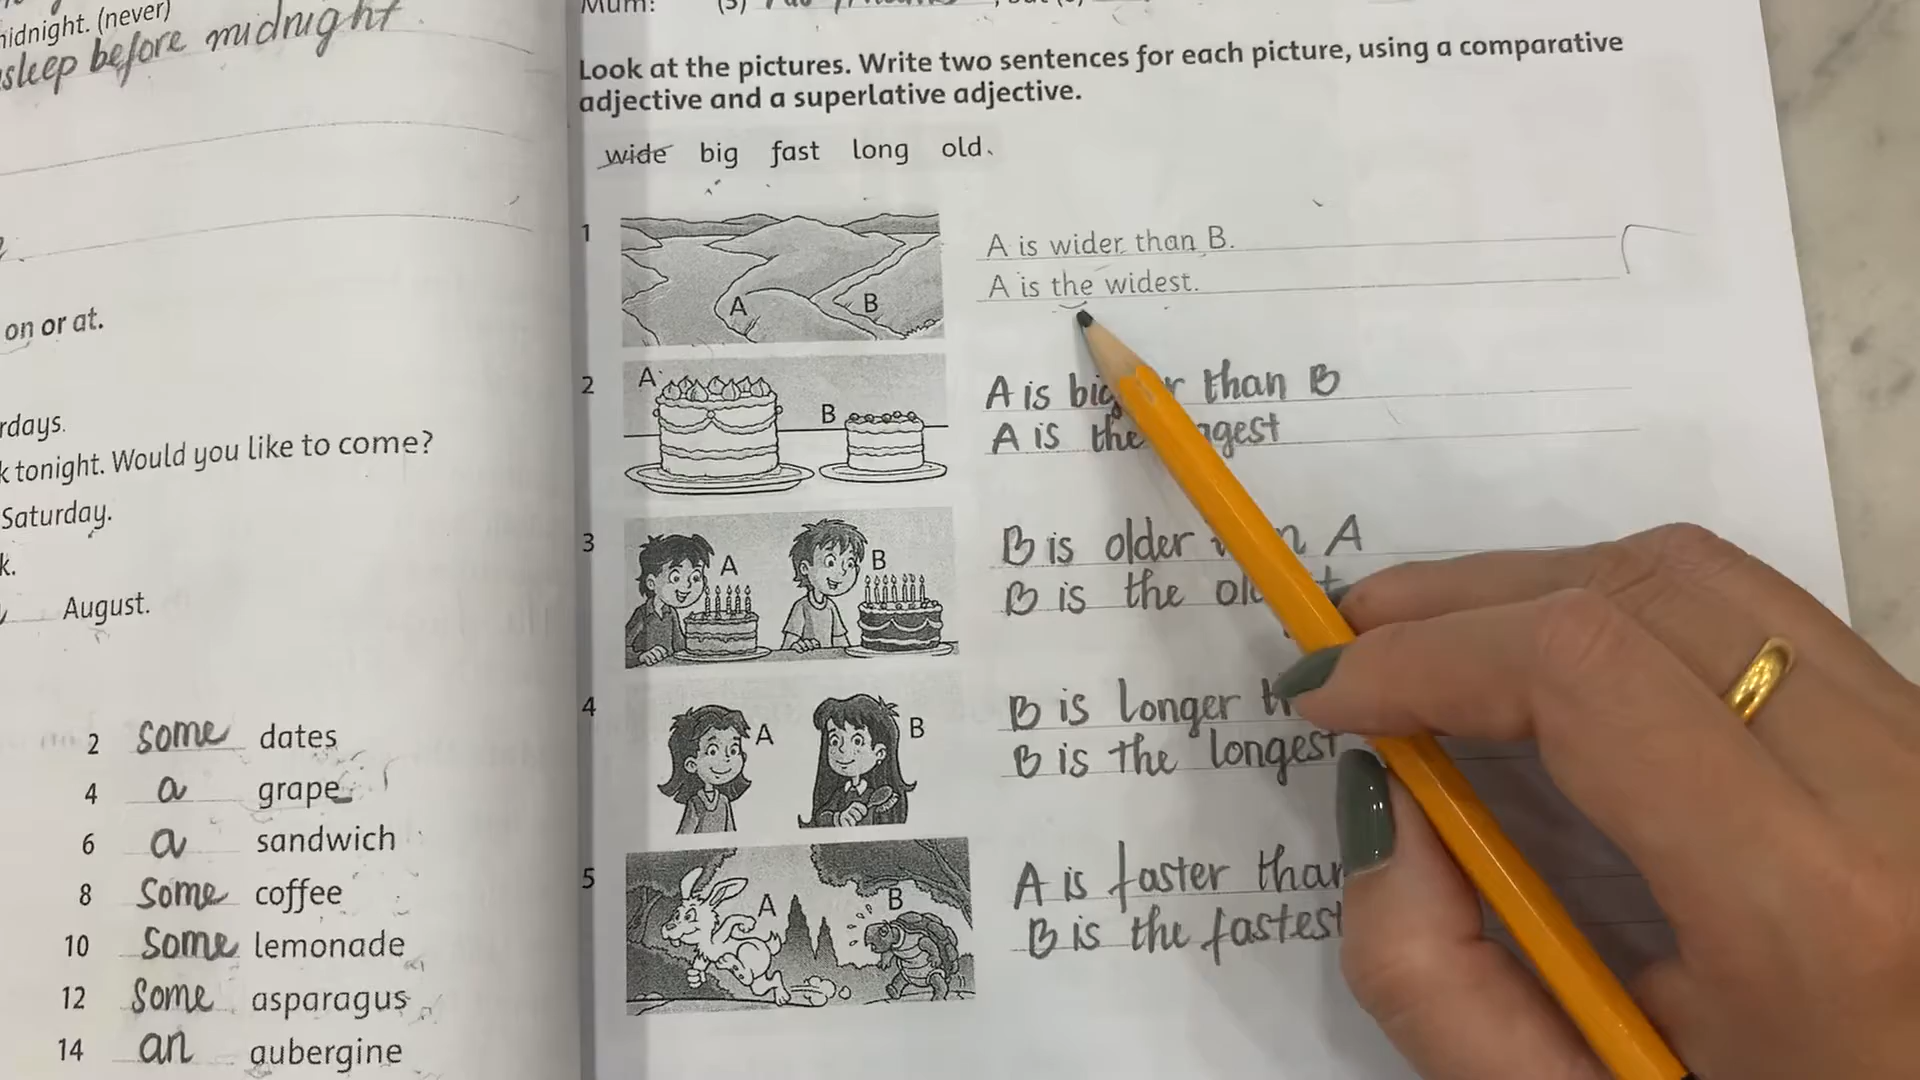 midnight. (never)
before midnight
on or at.
tonight. Would you like to come?
Saturday.
August.
2 some dates
4 a grape
6 a sandwich
8 some coffee
10 some lemonade
12 some asparagus
14 an aubergine
Mum:
Look at the pictures. Write two sentences for each picture, using a comparative
adjective and a superlative adjective.
wide big fast long old
1
A B
A is wider than B.
A is the widest.
2
A B
A is than B
A is the
3
A B
B is older A
B is the
4
A B
B is longer
B is the longest
5
A B
A is faster than
B is the fastest